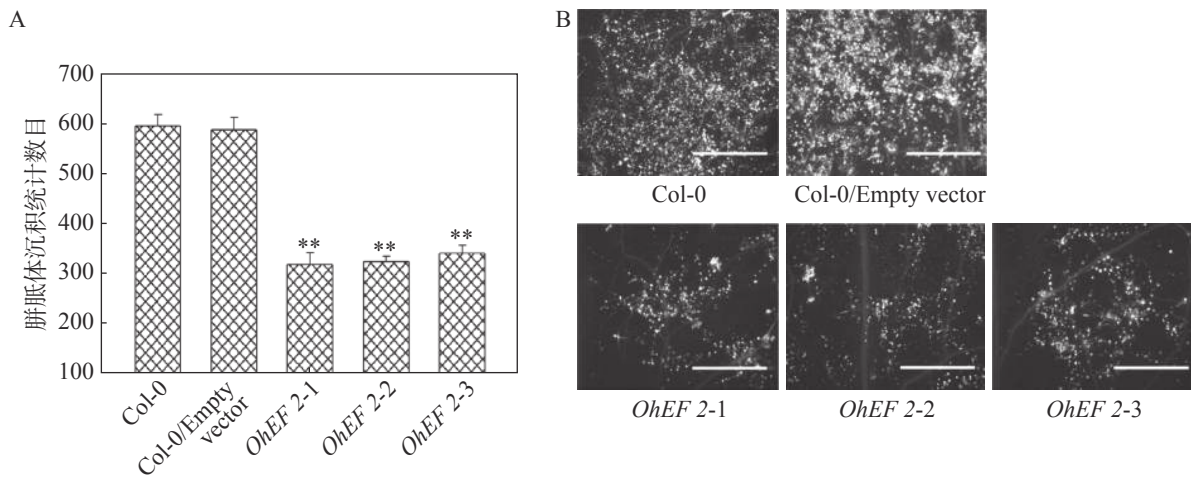 A
胼胝体沉积统计数目
700
600
500
400
300
200
100
Col-0
Col-0/Empty
vector
OhEF 2-1
OhEF 2-2
OhEF 2-3
**
**
**
B
Col-0
Col-0/Empty vector
OhEF 2-1
OhEF 2-2
OhEF 2-3